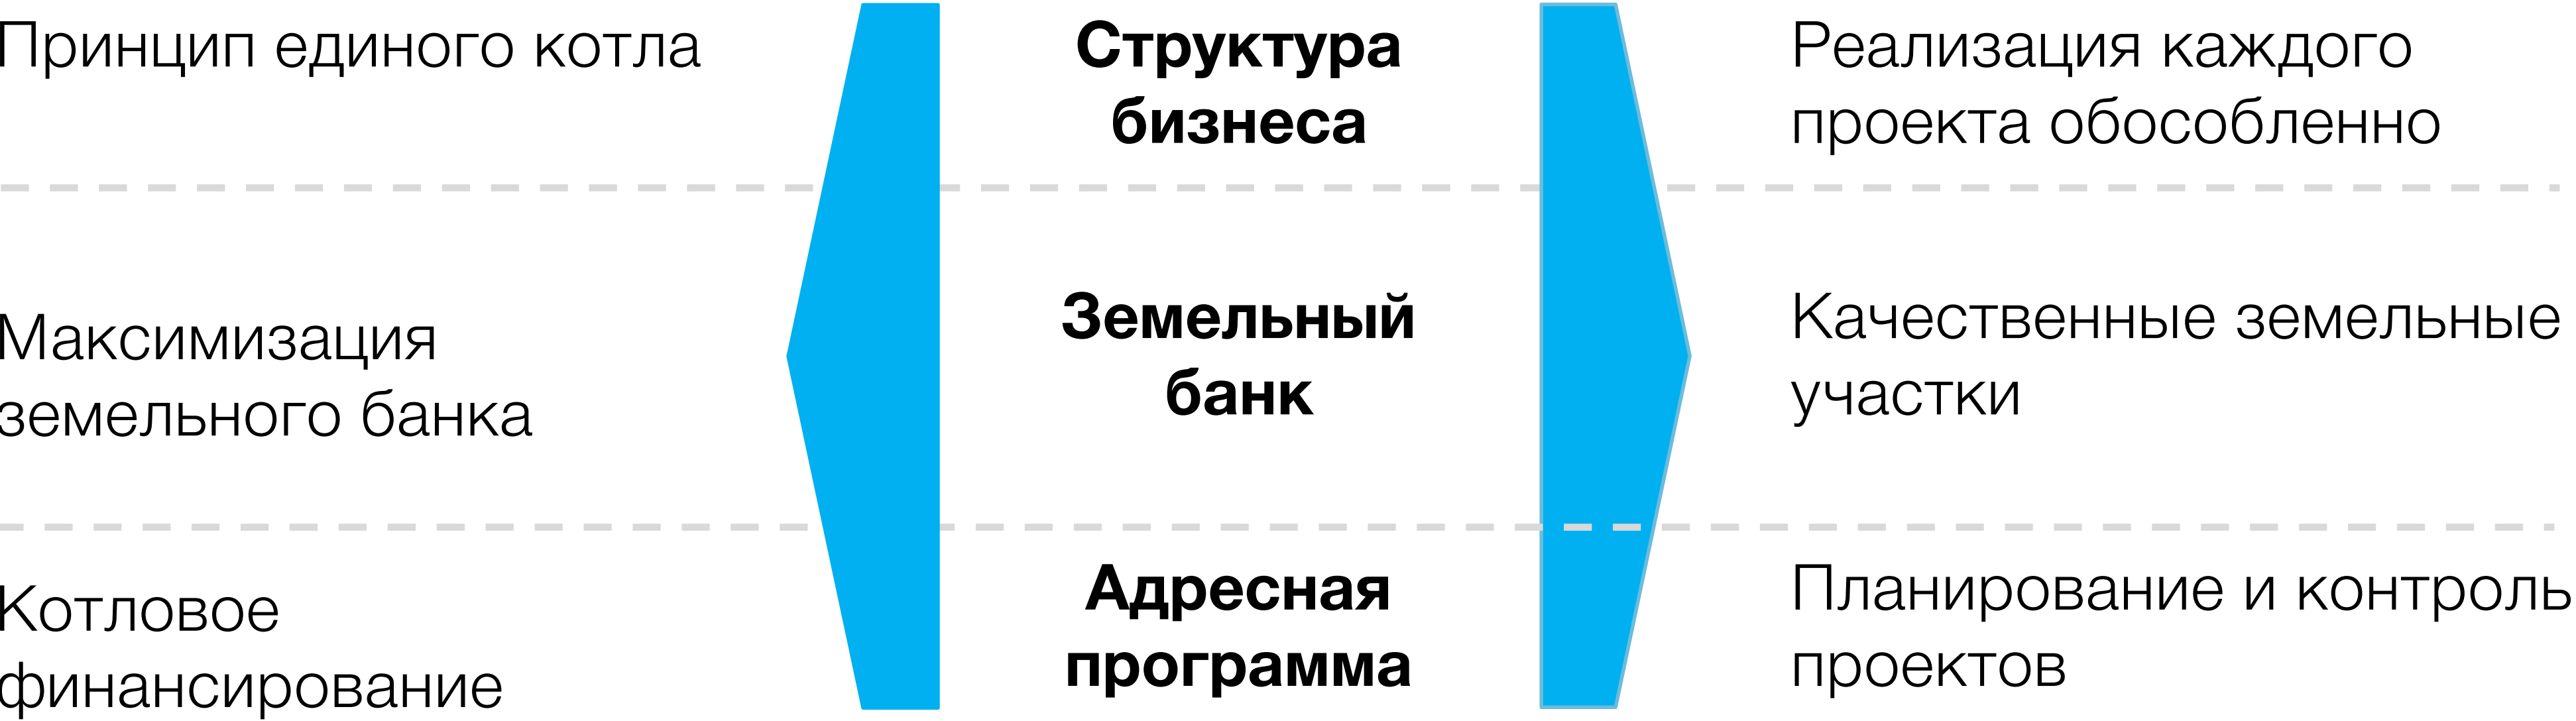 Принцип единого котла
Структура
бизнеса
Реализация каждого
проекта обособленно
Максимизация
земельного банка
Земельный
банк
Качественные земельные
участки
Котловое
финансирование
Адресная
программа
Планирование и контроль
проектов